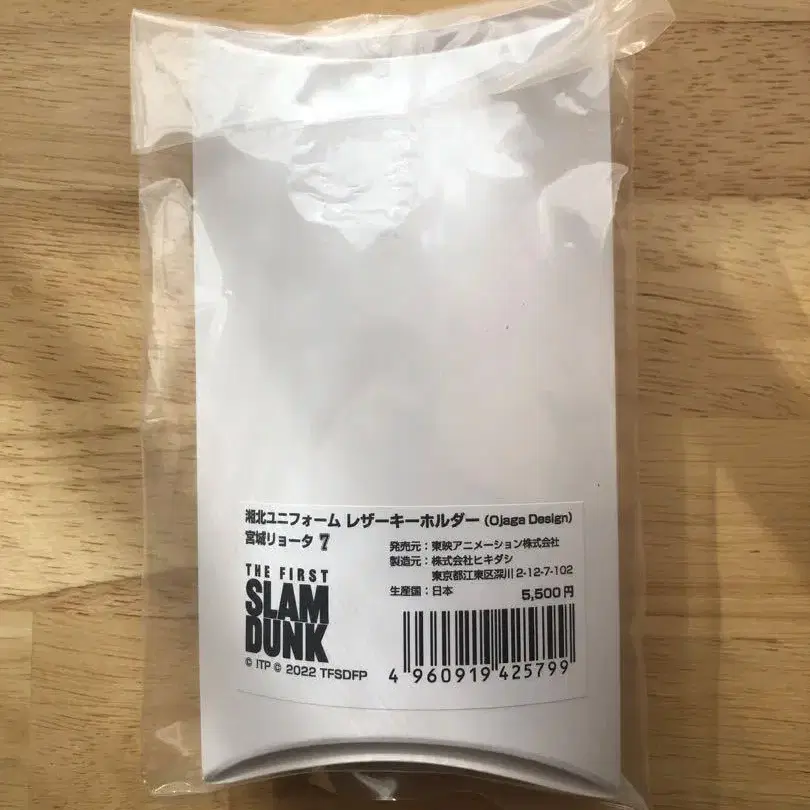 湘北ユニフォーム レザーキーホルダー (Ojaga Design)
宮城リョータ 7
発売元：東映アニメーション株式会社
製造元：株式会社ヒキダシ
東京都江東区深川 2-12-7-102
生産国：日本
5,500 円
THE FIRST
SLAM
DUNK
© ITP © 2022 TFSDFP
4 960919 425799